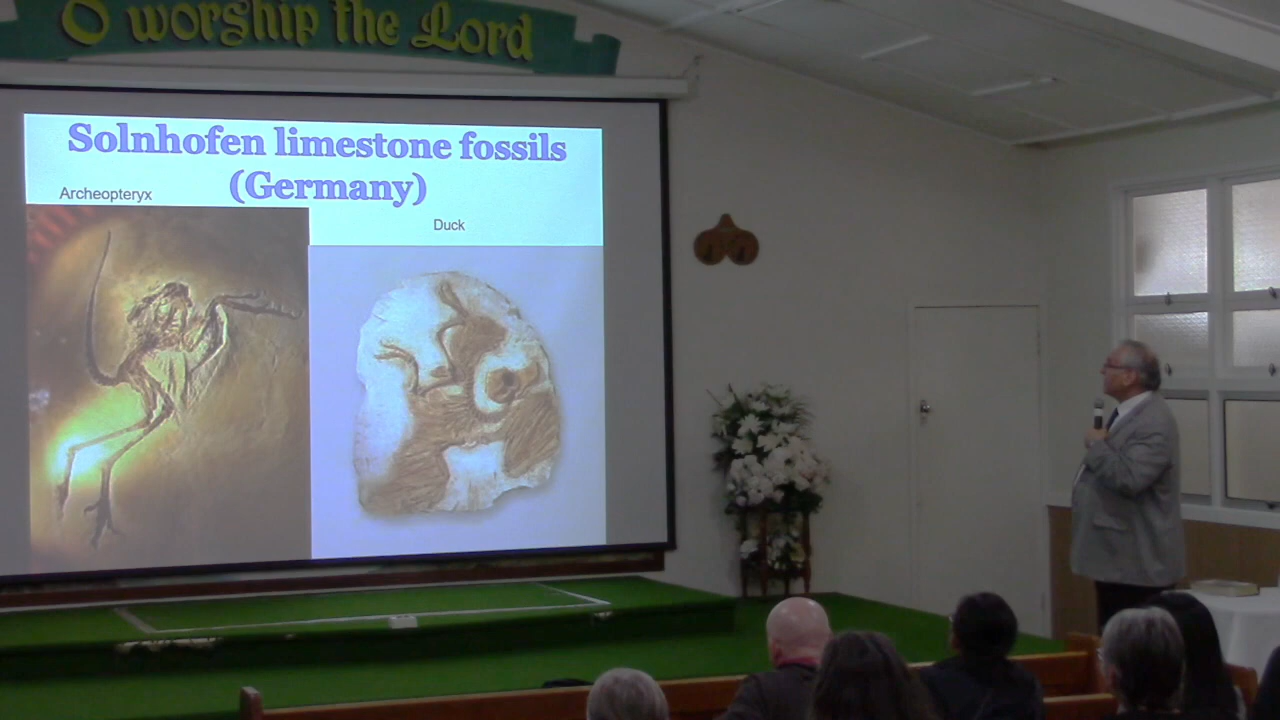 O worship the Lord
Solnhofen limestone fossils
(Germany)
Archeopteryx
Duck